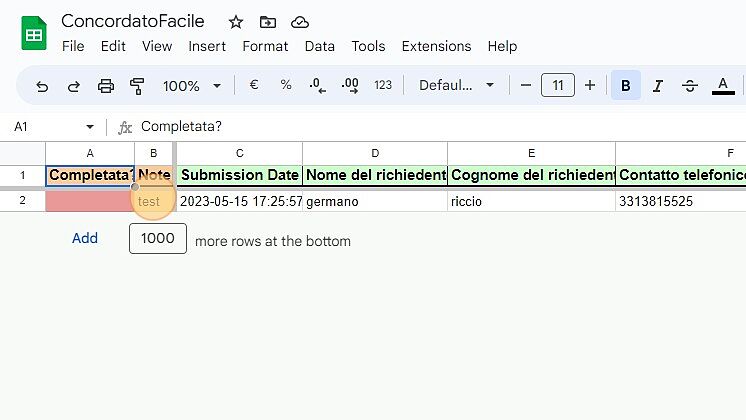 ConcordatoFacile
File Edit View Insert Format Data Tools Extensions Help
100% € % .0 .00 123 Defaul... − 11 + B I S A
A1 fx Completata?
A B C D E F
1 Completata? Note Submission Date Nome del richiedent Cognome del richiedent Contatto telefonico
2 test 2023-05-15 17:25:57 germano riccio 3313815525
Add 1000 more rows at the bottom